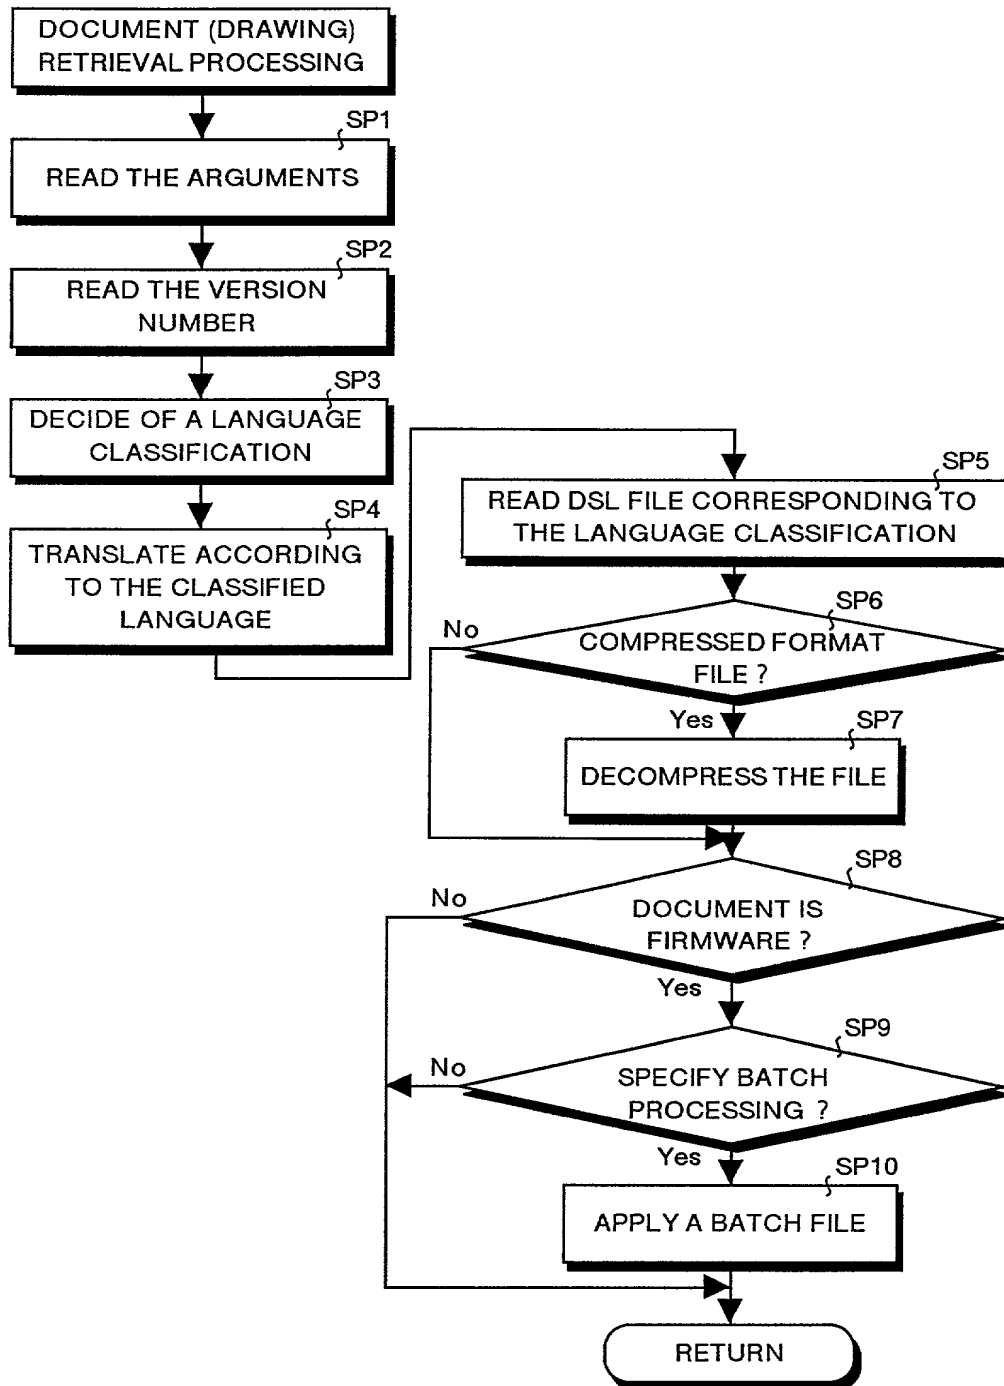 DOCUMENT (DRAWING)
RETRIEVAL PROCESSING
SP1
READ THE ARGUMENTS
SP2
READ THE VERSION
NUMBER
SP3
DECIDE OF A LANGUAGE
CLASSIFICATION
SP4
TRANSLATE ACCORDING
TO THE CLASSIFIED
LANGUAGE
SP5
READ DSL FILE CORRESPONDING TO
THE LANGUAGE CLASSIFICATION
SP6
No
COMPRESSED FORMAT
FILE ?
Yes
SP7
DECOMPRESS THE FILE
SP8
No
DOCUMENT IS
FIRMWARE ?
Yes
SP9
No
SPECIFY BATCH
PROCESSING ?
Yes
SP10
APPLY A BATCH FILE
RETURN